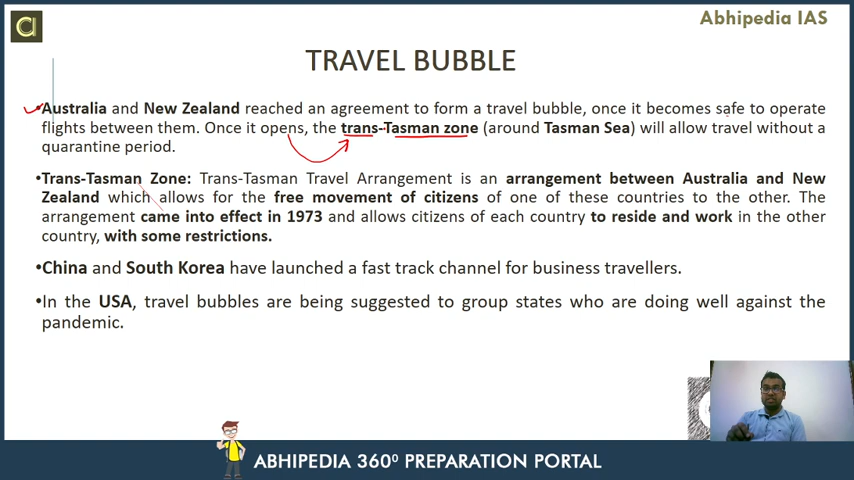 Abhipedia IAS
TRAVEL BUBBLE
•Australia and New Zealand reached an agreement to form a travel bubble, once it becomes safe to operate
flights between them. Once it opens, the trans-Tasman zone (around Tasman Sea) will allow travel without a
quarantine period.
•Trans-Tasman Zone: Trans-Tasman Travel Arrangement is an arrangement between Australia and New
Zealand which allows for the free movement of citizens of one of these countries to the other. The
arrangement came into effect in 1973 and allows citizens of each country to reside and work in the other
country, with some restrictions.
•China and South Korea have launched a fast track channel for business travellers.
•In the USA, travel bubbles are being suggested to group states who are doing well against the
pandemic.
ABHIPEDIA 360⁰ PREPARATION PORTAL